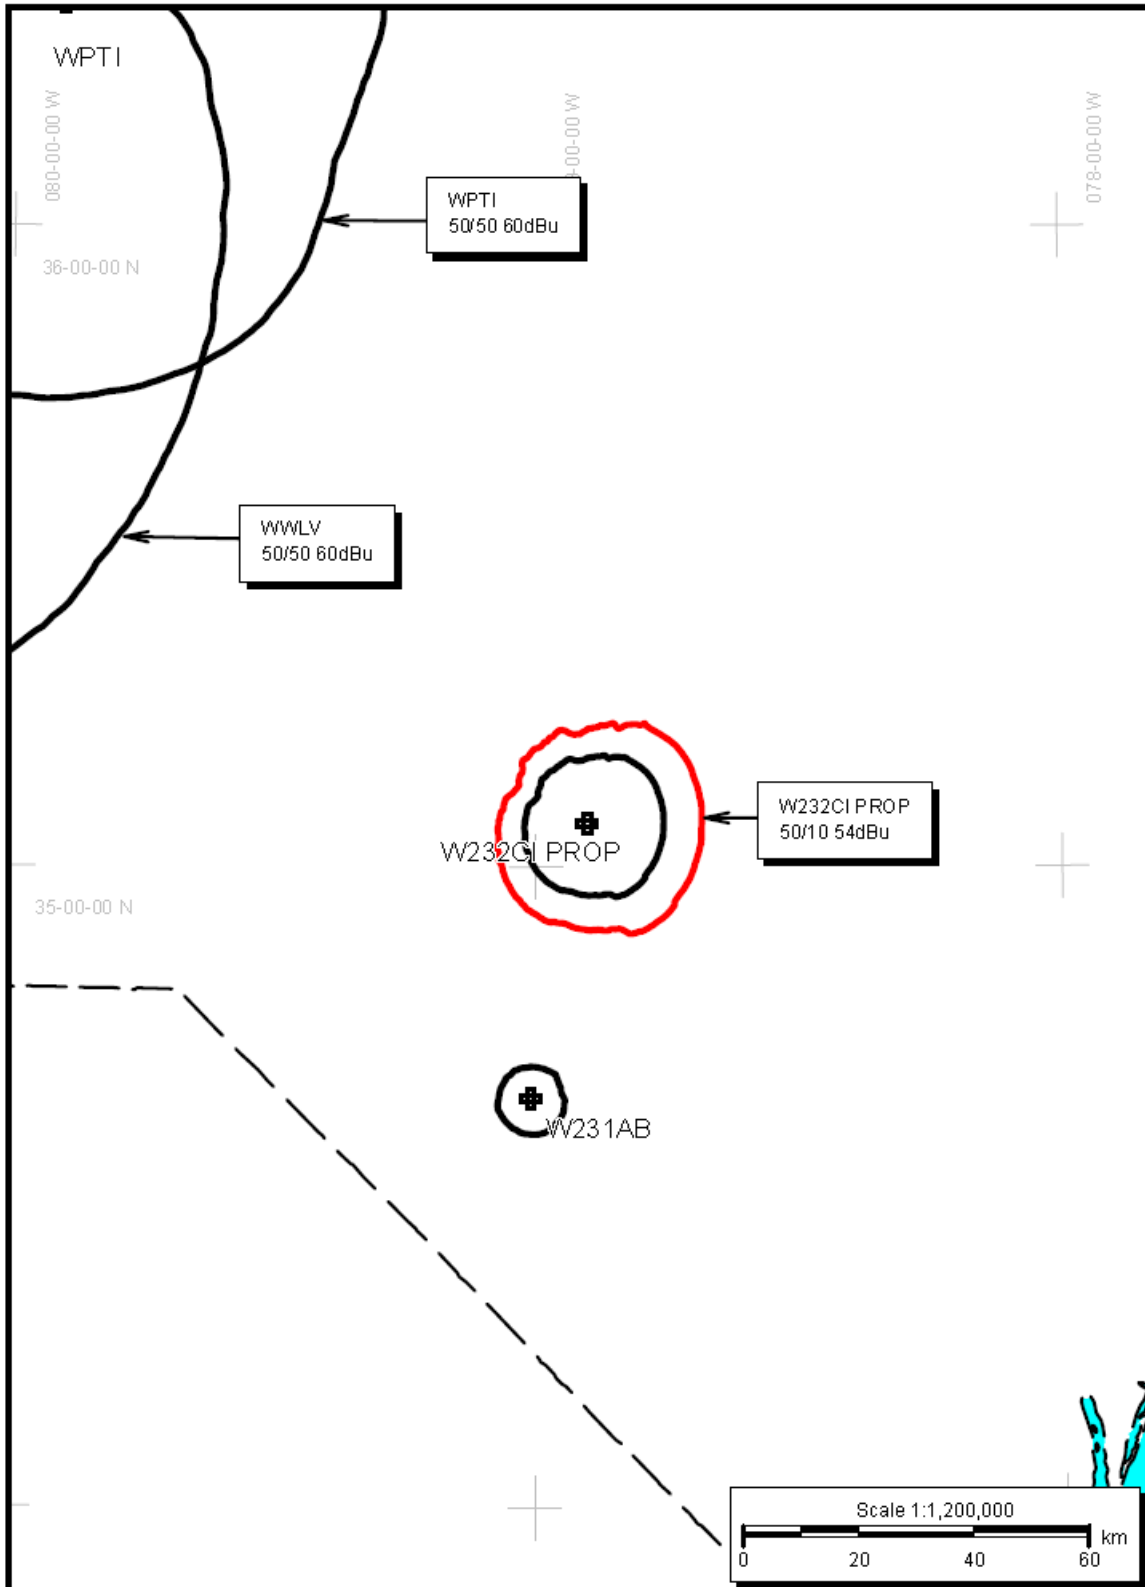 WPTI
080-00-00 W
-00-00 W
078-00-00 W
WPTI
50/50 60dBu
36-00-00 N
WWLV
50/50 60dBu
W232CI PROP
50/10 54dBu
W232CI PROP
35-00-00 N
W231AB
Scale 1:1,200,000
km
0 20 40 60